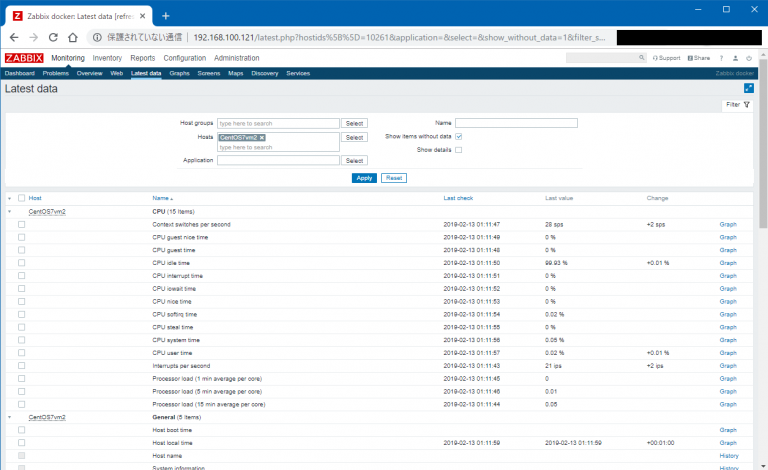 Zabbix docker: Latest data [refre
保護されていない通信 | 192.168.100.121/latest.php?hostids%5B%5D=10261&application=&select=&show_without_data=1&filter_s...
ZABBIX Monitoring Inventory Reports Configuration Administration Support Share ?
Dashboard Problems Overview Web Latest data Graphs Screens Maps Discovery Services Zabbix docker
Latest data
Filter
Host groups type here to search Select Name
Hosts CentOS7vm2 Select Show items without data
type here to search Show details
Application Select
Apply Reset
Host Name Last check Last value Change
CentOS7vm2 CPU (15 Items)
Context switches per second 2019-02-13 01:11:47 28 sps +2 sps Graph
CPU guest nice time 2019-02-13 01:11:49 0 % Graph
CPU guest time 2019-02-13 01:11:48 0 % Graph
CPU idle time 2019-02-13 01:11:50 99.93 % +0.01 % Graph
CPU interrupt time 2019-02-13 01:11:51 0 % Graph
CPU iowait time 2019-02-13 01:11:52 0 % Graph
CPU nice time 2019-02-13 01:11:53 0 % Graph
CPU softirq time 2019-02-13 01:11:54 0.02 % Graph
CPU steal time 2019-02-13 01:11:55 0 % Graph
CPU system time 2019-02-13 01:11:56 0.05 % Graph
CPU user time 2019-02-13 01:11:57 0.02 % +0.01 % Graph
Interrupts per second 2019-02-13 01:11:43 21 ips +2 ips Graph
Processor load (1 min average per core) 2019-02-13 01:11:45 0 Graph
Processor load (5 min average per core) 2019-02-13 01:11:46 0.01 Graph
Processor load (15 min average per core) 2019-02-13 01:11:44 0.05 Graph
CentOS7vm2 General (5 Items)
Host boot time Graph
Host local time 2019-02-13 01:11:59 2019-02-13 01:11:59 +00:01:00 Graph
Host name History
System information History